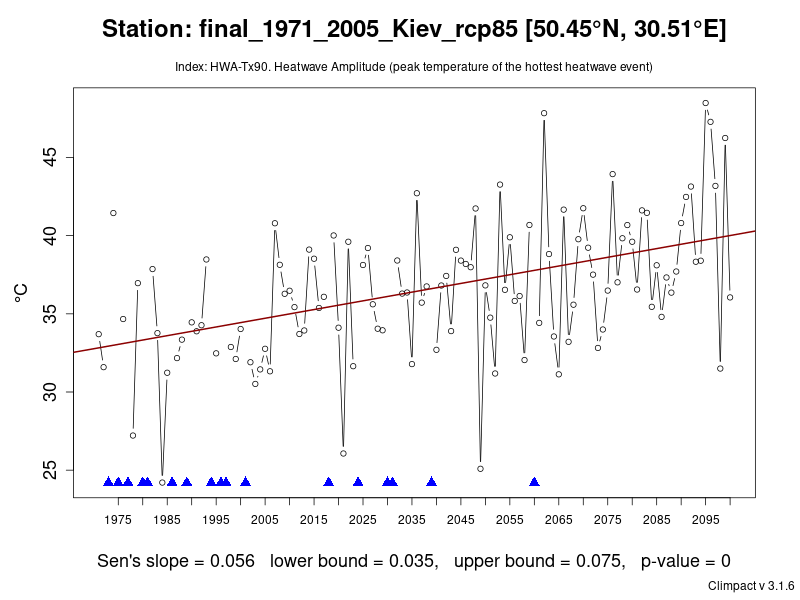 Station: final_1971_2005_Kiev_rcp85 [50.45°N, 30.51°E]
Index: HWA-Tx90. Heatwave Amplitude (peak temperature of the hottest heatwave event)
°C
45
40
35
30
25
1975 1985 1995 2005 2015 2025 2035 2045 2055 2065 2075 2085 2095
Sen's slope = 0.056 lower bound = 0.035, upper bound = 0.075, p-value = 0
Climpact v 3.1.6